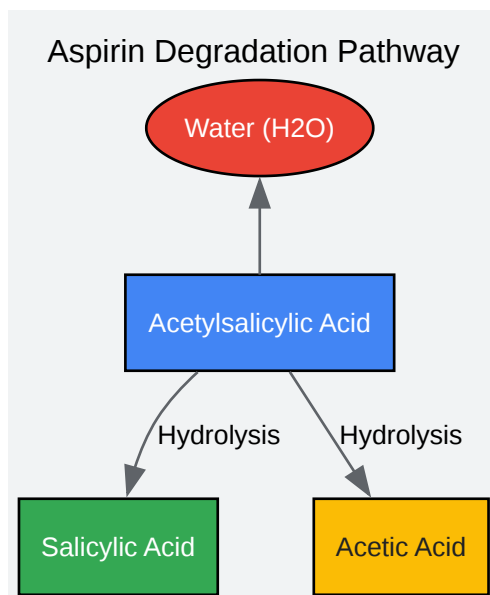 Aspirin Degradation Pathway
Water (H2O)
Acetylsalicylic Acid
Hydrolysis
Hydrolysis
Salicylic Acid
Acetic Acid